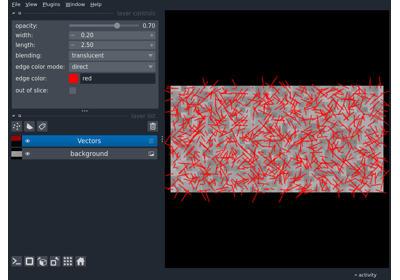 File View Plugins Window Help
layer controls
opacity: 0.70
width: 0.20
length: 2.50
blending: translucent
edge color mode: direct
edge color: red
out of slice:
layer list
Vectors
background
activity